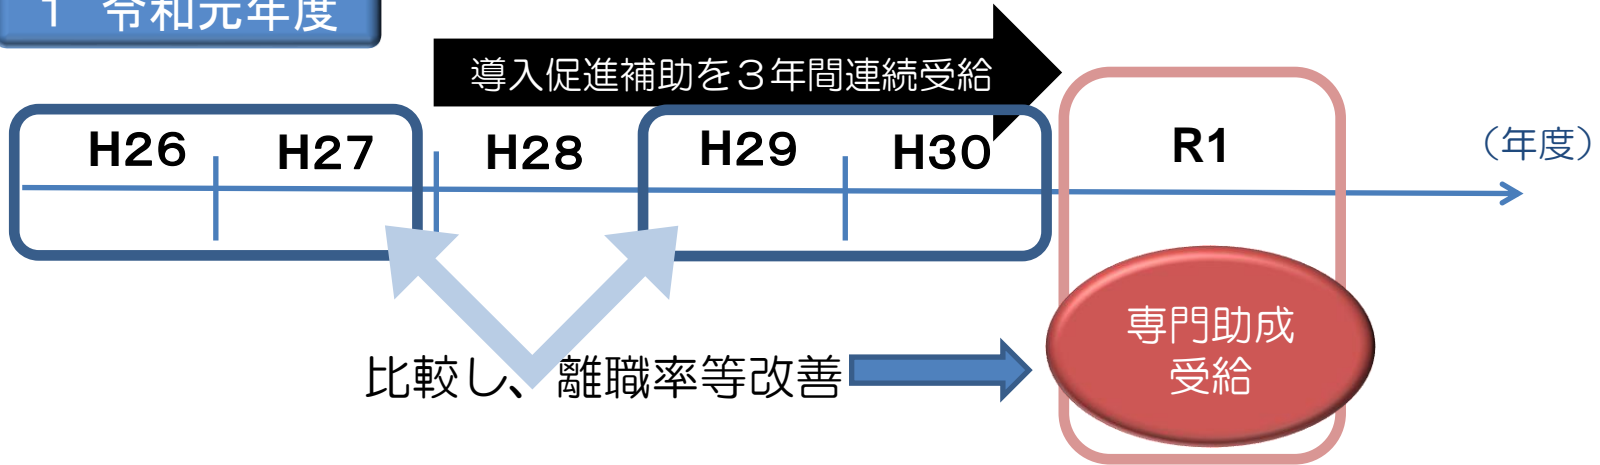 １ 令和元年度
導入促進補助を３年間連続受給
H26 H27 H28 H29 H30 R1 （年度）
専門助成
受給
比較し、離職率等改善